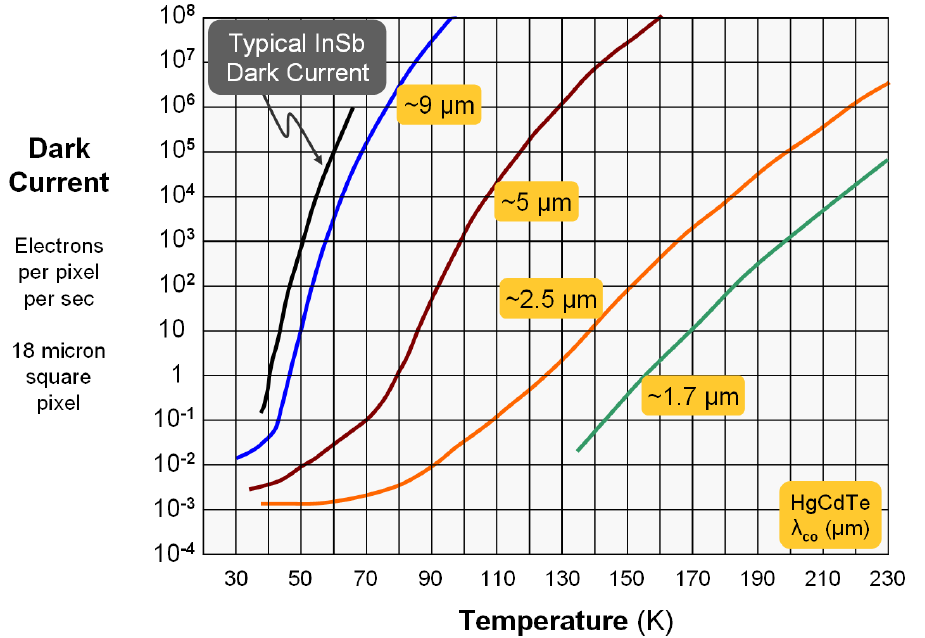 10⁸
10⁷
10⁶
10⁵
10⁴
10³
10²
10
1
10⁻¹
10⁻²
10⁻³
10⁻⁴
Dark
Current
Electrons
per pixel
per sec
18 micron
square
pixel
Typical InSb
Dark Current
~9 µm
~5 µm
~2.5 µm
~1.7 µm
HgCdTe
λco (µm)
30 50 70 90 110 130 150 170 190 210 230
Temperature (K)